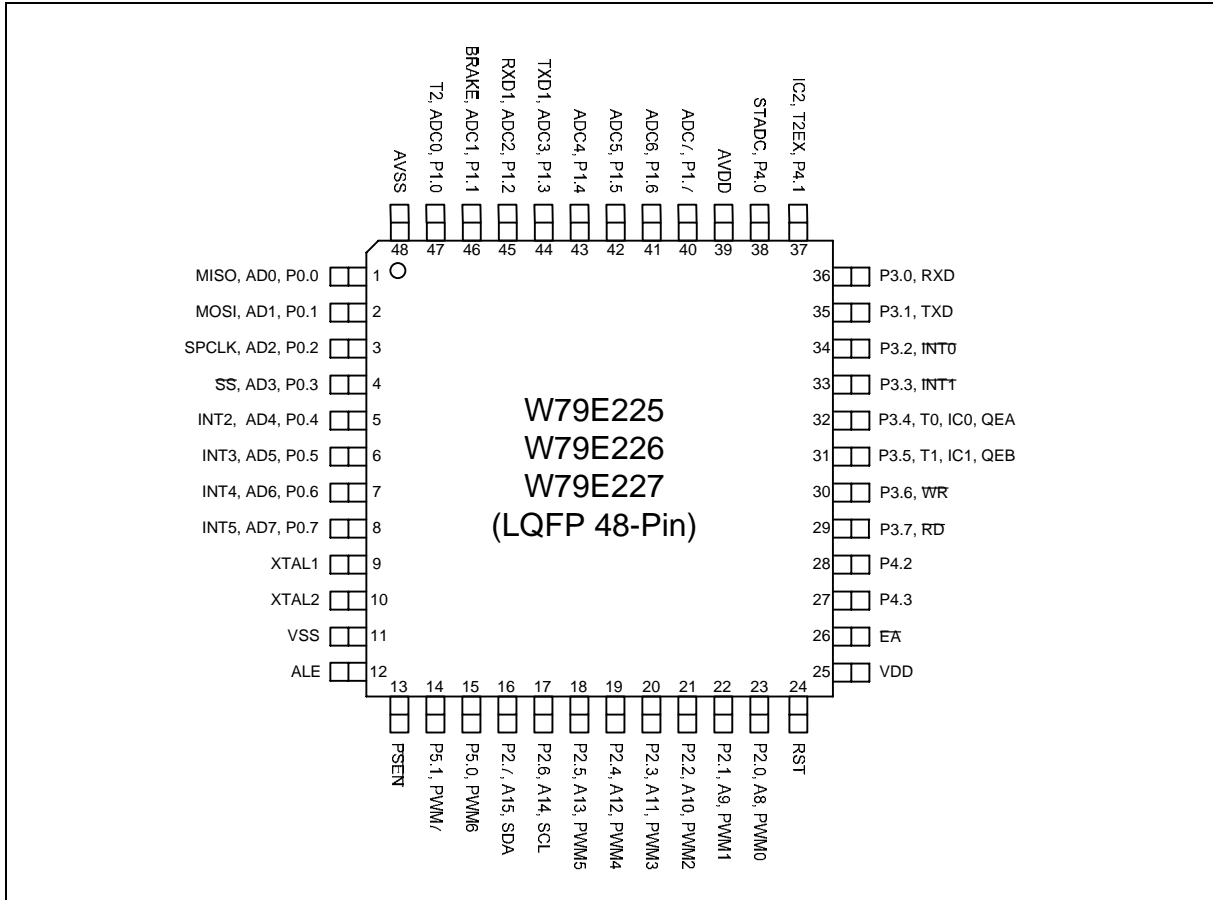 AVSS
T2, ADC0, P1.0
BRAKE, ADC1, P1.1
RXD1, ADC2, P1.2
TXD1, ADC3, P1.3
ADC4, P1.4
ADC5, P1.5
ADC6, P1.6
ADC7, P1.7
AVDD
STADC, P4.0
IC2, T2EX, P4.1
48 47 46 45 44 43 42 41 40 39 38 37
MISO, AD0, P0.0 1
MOSI, AD1, P0.1 2
SPCLK, AD2, P0.2 3
S̅S̅, AD3, P0.3 4
INT2, AD4, P0.4 5
INT3, AD5, P0.5 6
INT4, AD6, P0.6 7
INT5, AD7, P0.7 8
XTAL1 9
XTAL2 10
VSS 11
ALE 12
W79E225
W79E226
W79E227
(LQFP 48-Pin)
36 P3.0, RXD
35 P3.1, TXD
34 P3.2, I̅N̅T̅0̅
33 P3.3, I̅N̅T̅1̅
32 P3.4, T0, IC0, QEA
31 P3.5, T1, IC1, QEB
30 P3.6, W̅R̅
29 P3.7, R̅D̅
28 P4.2
27 P4.3
26 E̅A̅
25 VDD
13 14 15 16 17 18 19 20 21 22 23 24
P̅S̅E̅N̅
P5.1, PWM7
P5.0, PWM6
P2.7, A15, SDA
P2.6, A14, SCL
P2.5, A13, PWM5
P2.4, A12, PWM4
P2.3, A11, PWM3
P2.2, A10, PWM2
P2.1, A9, PWM1
P2.0, A8, PWM0
RST